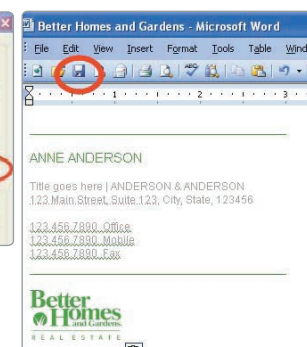 Better Homes and Gardens - Microsoft Word
File Edit View Insert Format Tools Table
1 2 3
ANNE ANDERSON
Title goes here | ANDERSON & ANDERSON
123 Main Street, Suite 123, City, State, 123456
123.456.7890 Office
123.456.7890 Mobile
123.456.7890 Fax
Better
Homes
and Gardens
REAL ESTATE